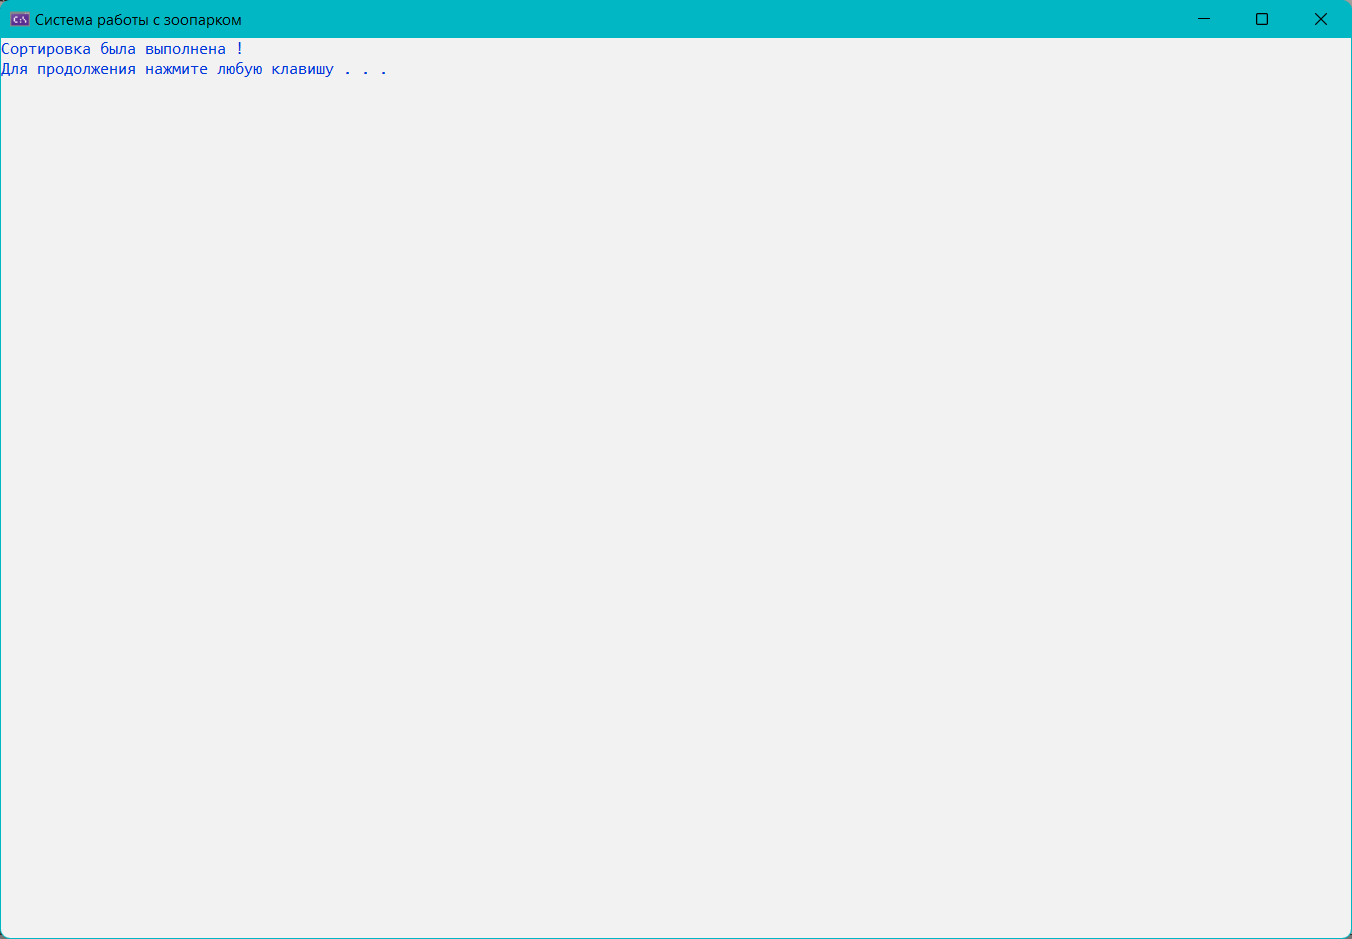 Система работы с зоопарком
Сортировка была выполнена !
Для продолжения нажмите любую клавишу . . .